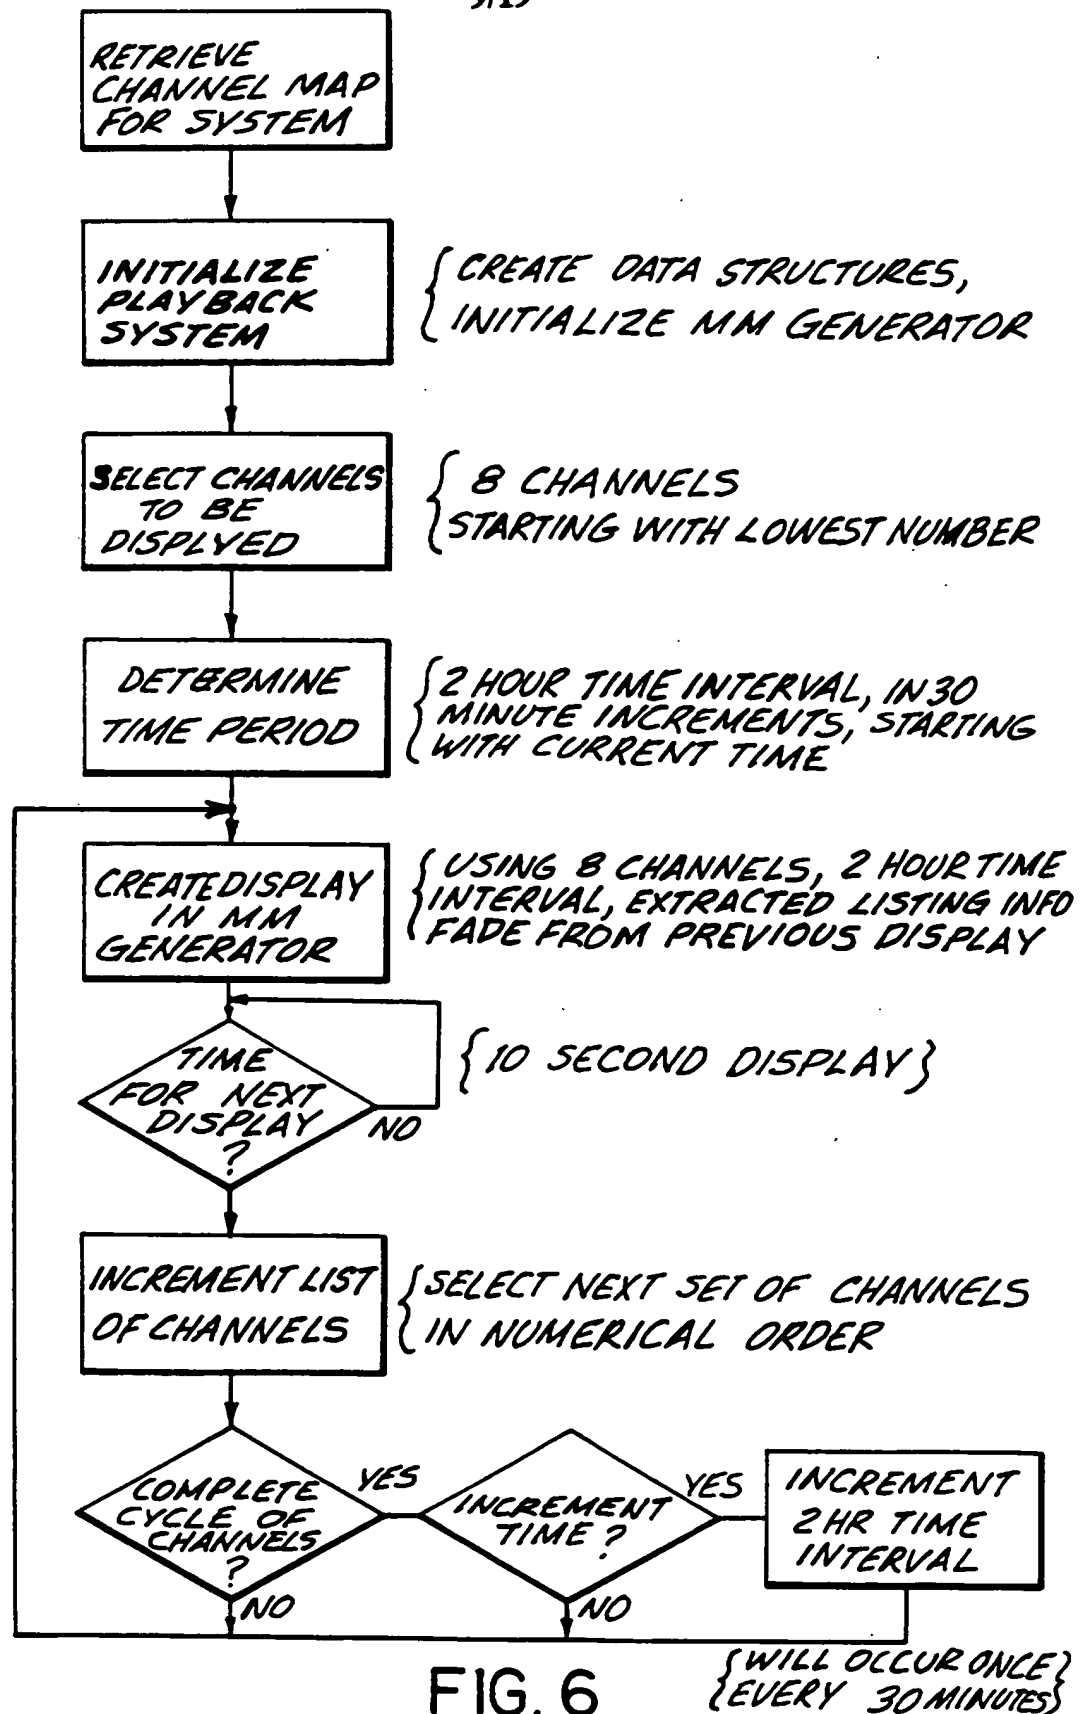 RETRIEVE
CHANNEL MAP
FOR SYSTEM
INITIALIZE
PLAYBACK
SYSTEM
{ CREATE DATA STRUCTURES,
INITIALIZE MM GENERATOR
SELECT CHANNELS
TO BE
DISPLYED
{ 8 CHANNELS
STARTING WITH LOWEST NUMBER
DETERMINE
TIME PERIOD
{ 2 HOUR TIME INTERVAL, IN 30
MINUTE INCREMENTS, STARTING
WITH CURRENT TIME
CREATE DISPLAY
IN MM
GENERATOR
{ USING 8 CHANNELS, 2 HOUR TIME
INTERVAL, EXTRACTED LISTING INFO
FADE FROM PREVIOUS DISPLAY
TIME
FOR NEXT
DISPLAY
?
NO
{ 10 SECOND DISPLAY }
INCREMENT LIST
OF CHANNELS
{ SELECT NEXT SET OF CHANNELS
IN NUMERICAL ORDER
COMPLETE
CYCLE OF
CHANNELS
?
YES
NO
INCREMENT
TIME ?
YES
NO
INCREMENT
2 HR TIME
INTERVAL
{ WILL OCCUR ONCE }
{ EVERY 30 MINUTES }
FIG. 6